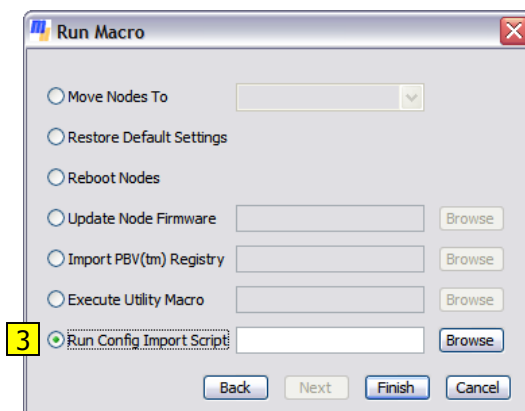 Run Macro
Move Nodes To
Restore Default Settings
Reboot Nodes
Update Node Firmware Browse
Import PBV(tm) Registry Browse
Execute Utility Macro Browse
3 Run Config Import Script Browse
Back Next Finish Cancel